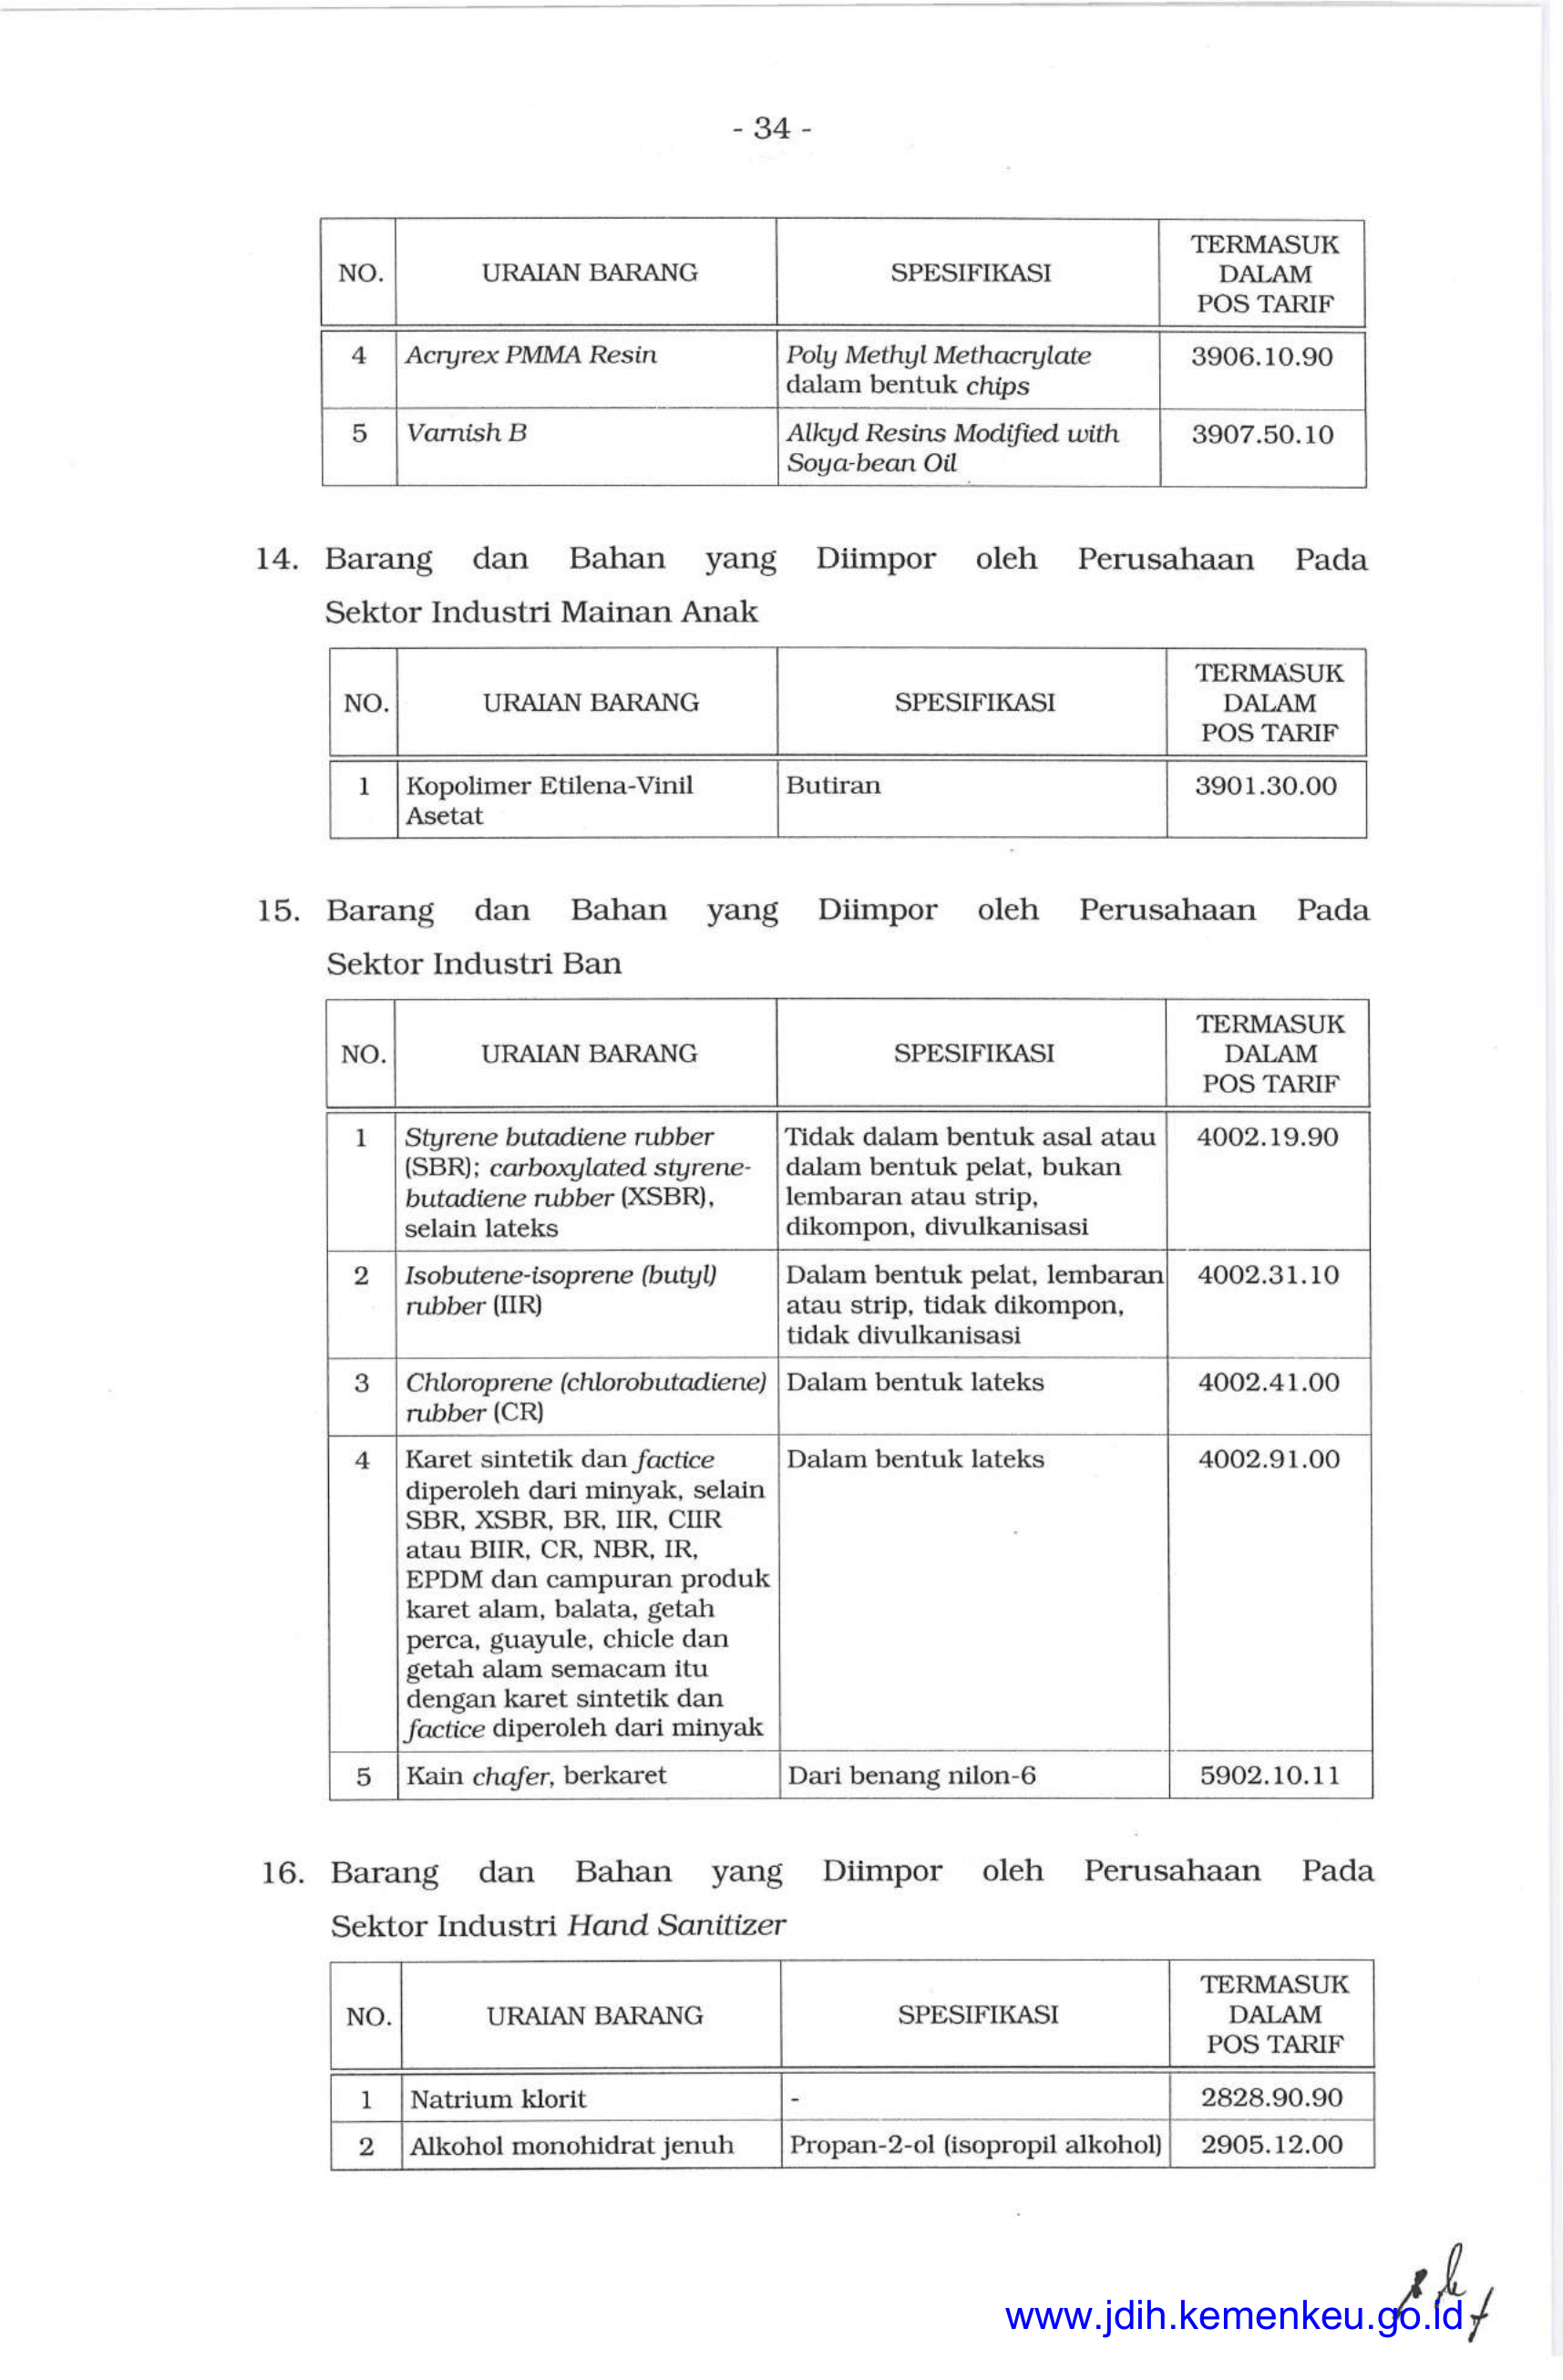 - 34 -
NO. URAIAN BARANG SPESIFIKASI TERMASUK DALAM POS TARIF
4 Acryrex PMMA Resin Poly Methyl Methacrylate 3906.10.90
dalam bentuk chips
5 Varnish B Alkyd Resins Modified with 3907.50.10
Soya-bean Oil
14. Barang dan Bahan yang Diimpor oleh Perusahaan Pada
Sektor Industri Mainan Anak
NO. URAIAN BARANG SPESIFIKASI TERMASUK DALAM POS TARIF
1 Kopolimer Etilena-Vinil Butiran 3901.30.00
Asetat
15. Barang dan Bahan yang Diimpor oleh Perusahaan Pada
Sektor Industri Ban
NO. URAIAN BARANG SPESIFIKASI TERMASUK DALAM POS TARIF
1 Styrene butadiene rubber Tidak dalam bentuk asal atau 4002.19.90
(SBR); carboxylated styrene- dalam bentuk pelat, bukan
butadiene rubber (XSBR), lembaran atau strip,
selain lateks dikompon, divulkanisasi
2 Isobutene-isoprene (butyl) Dalam bentuk pelat, lembaran 4002.31.10
rubber (IIR) atau strip, tidak dikompon,
tidak divulkanisasi
3 Chloroprene (chlorobutadiene) Dalam bentuk lateks 4002.41.00
rubber (CR)
4 Karet sintetik dan factice Dalam bentuk lateks 4002.91.00
diperoleh dari minyak, selain
SBR, XSBR, BR, IIR, CIIR
atau BIIR, CR, NBR, IR,
EPDM dan campuran produk
karet alam, balata, getah
perca, guayule, chicle dan
getah alam semacam itu
dengan karet sintetik dan
factice diperoleh dari minyak
5 Kain chafer, berkaret Dari benang nilon-6 5902.10.11
16. Barang dan Bahan yang Diimpor oleh Perusahaan Pada
Sektor Industri Hand Sanitizer
NO. URAIAN BARANG SPESIFIKASI TERMASUK DALAM POS TARIF
1 Natrium klorit - 2828.90.90
2 Alkohol monohidrat jenuh Propan-2-ol (isopropil alkohol) 2905.12.00
www.jdih.kemenkeu.go.id